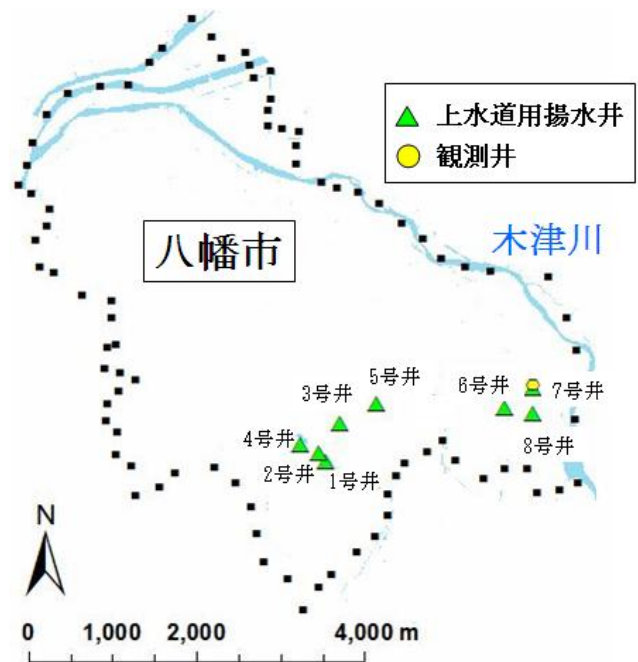 上水道用揚水井
観測井
木津川
八幡市
5号井
3号井
6号井
7号井
4号井
8号井
2号井
1号井
N
0 1,000 2,000 4,000 m